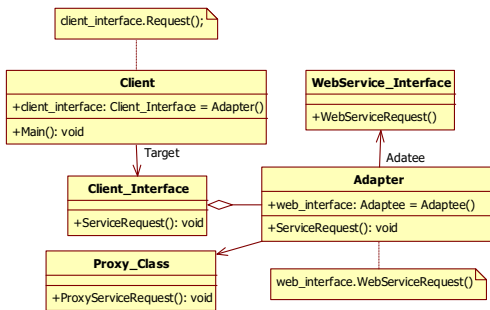 client_interface.Request();
Client
+client_interface: Client_Interface = Adapter()
+Main(): void
WebService_Interface
+WebServiceRequest()
Target
Adatee
Client_Interface
+ServiceRequest(): void
Adapter
+web_interface: Adaptee = Adaptee()
+ServiceRequest(): void
Proxy_Class
+ProxyServiceRequest(): void
web_interface.WebServiceRequest()